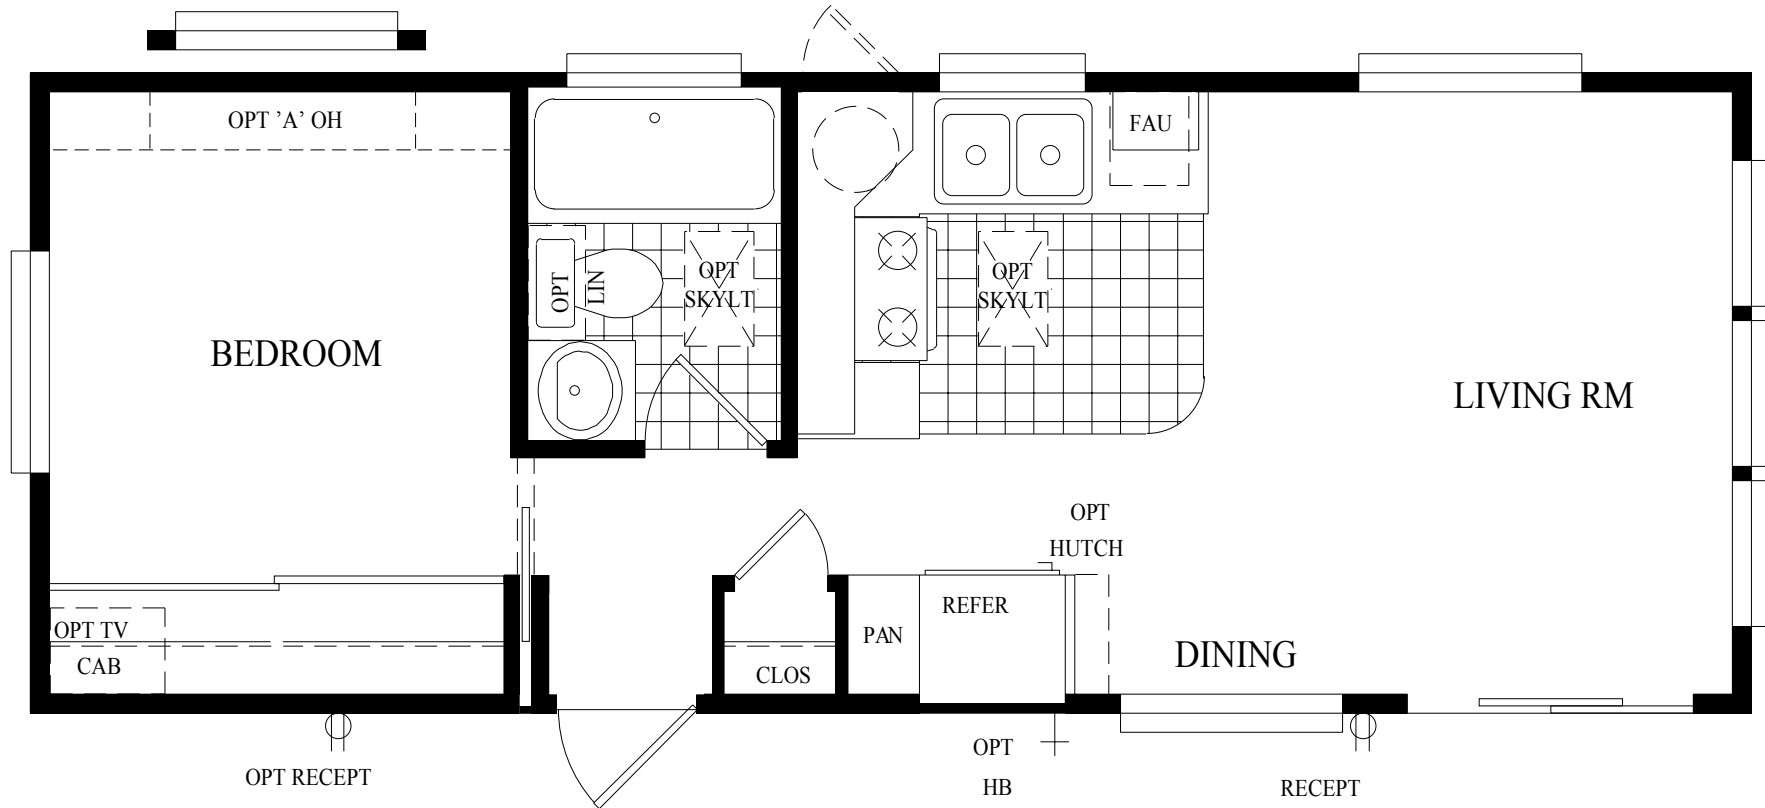 OPT 'A' OH
FAU
OPT
LIN
OPT
SKYLT
OPT
SKYLT
BEDROOM
LIVING RM
OPT
HUTCH
OPT TV
CAB
CLOS
PAN
REFER
DINING
OPT RECEPT
OPT
HB
RECEPT